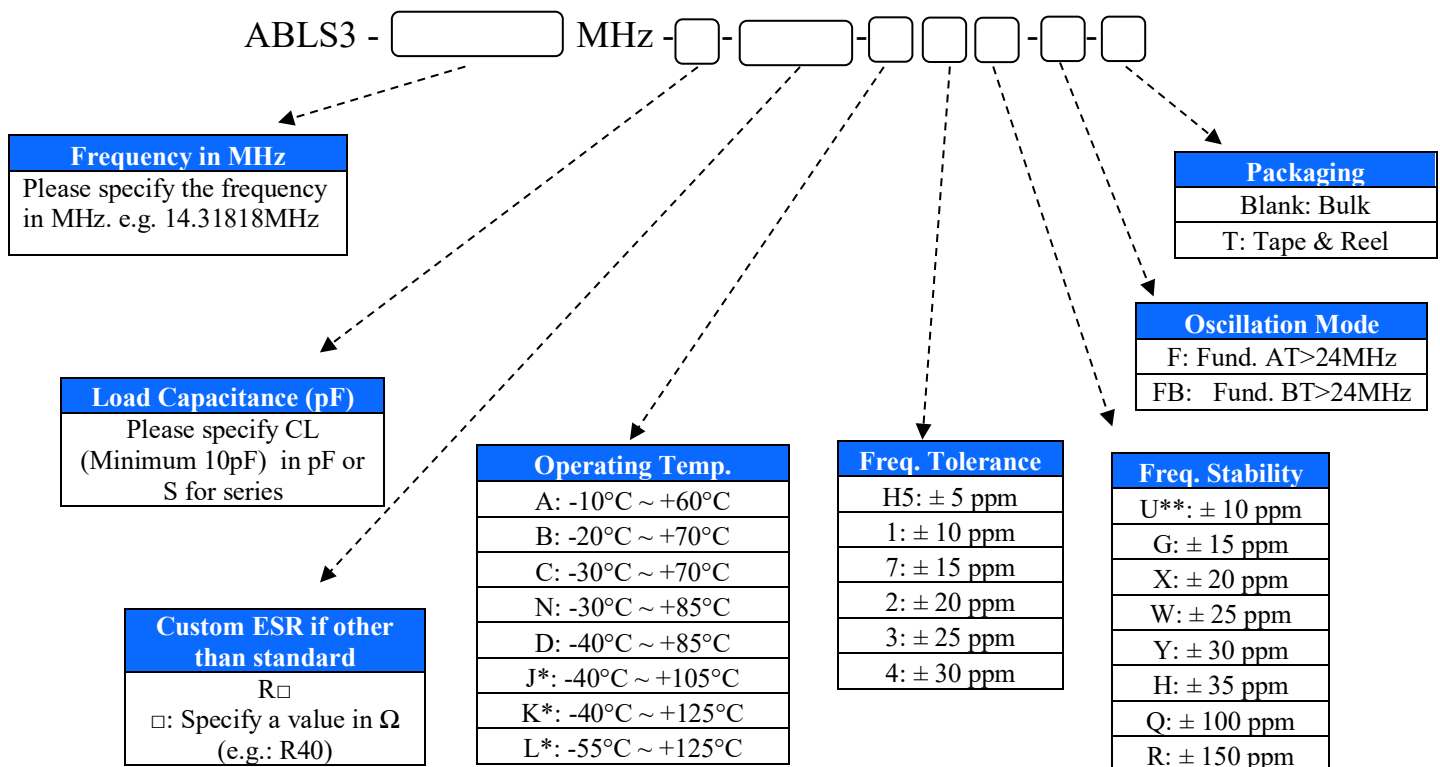 ABLS3 - MHz - - - - -
Frequency in MHz
Please specify the frequency
in MHz. e.g. 14.31818MHz
Packaging
Blank: Bulk
T: Tape & Reel
Oscillation Mode
F: Fund. AT>24MHz
FB: Fund. BT>24MHz
Load Capacitance (pF)
Please specify CL
(Minimum 10pF) in pF or
S for series
Custom ESR if other
than standard
R□
□: Specify a value in Ω
(e.g.: R40)
Operating Temp.
A: -10°C ~ +60°C
B: -20°C ~ +70°C
C: -30°C ~ +70°C
N: -30°C ~ +85°C
D: -40°C ~ +85°C
J*: -40°C ~ +105°C
K*: -40°C ~ +125°C
L*: -55°C ~ +125°C
Freq. Tolerance
H5: ± 5 ppm
1: ± 10 ppm
7: ± 15 ppm
2: ± 20 ppm
3: ± 25 ppm
4: ± 30 ppm
Freq. Stability
U**: ± 10 ppm
G: ± 15 ppm
X: ± 20 ppm
W: ± 25 ppm
Y: ± 30 ppm
H: ± 35 ppm
Q: ± 100 ppm
R: ± 150 ppm